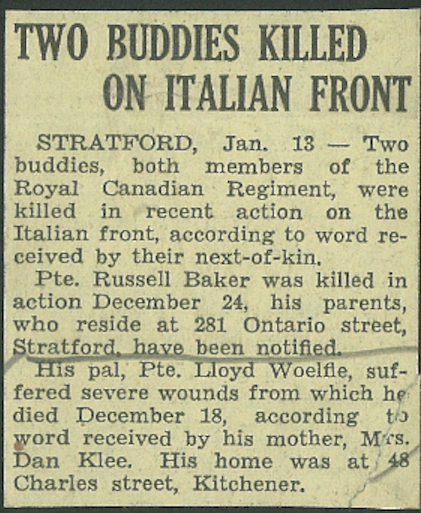 TWO BUDDIES KILLED
ON ITALIAN FRONT
STRATFORD, Jan. 13 — Two
buddies, both members of the
Royal Canadian Regiment, were
killed in recent action on the
Italian front, according to word re-
ceived by their next-of-kin.
Pte. Russell Baker was killed in
action December 24, his parents,
who reside at 281 Ontario street,
Stratford, have been notified.
His pal, Pte. Lloyd Woelfle, suf-
fered severe wounds from which he
died December 18, according to
word received by his mother, Mrs.
Dan Klee. His home was at 48
Charles street, Kitchener.